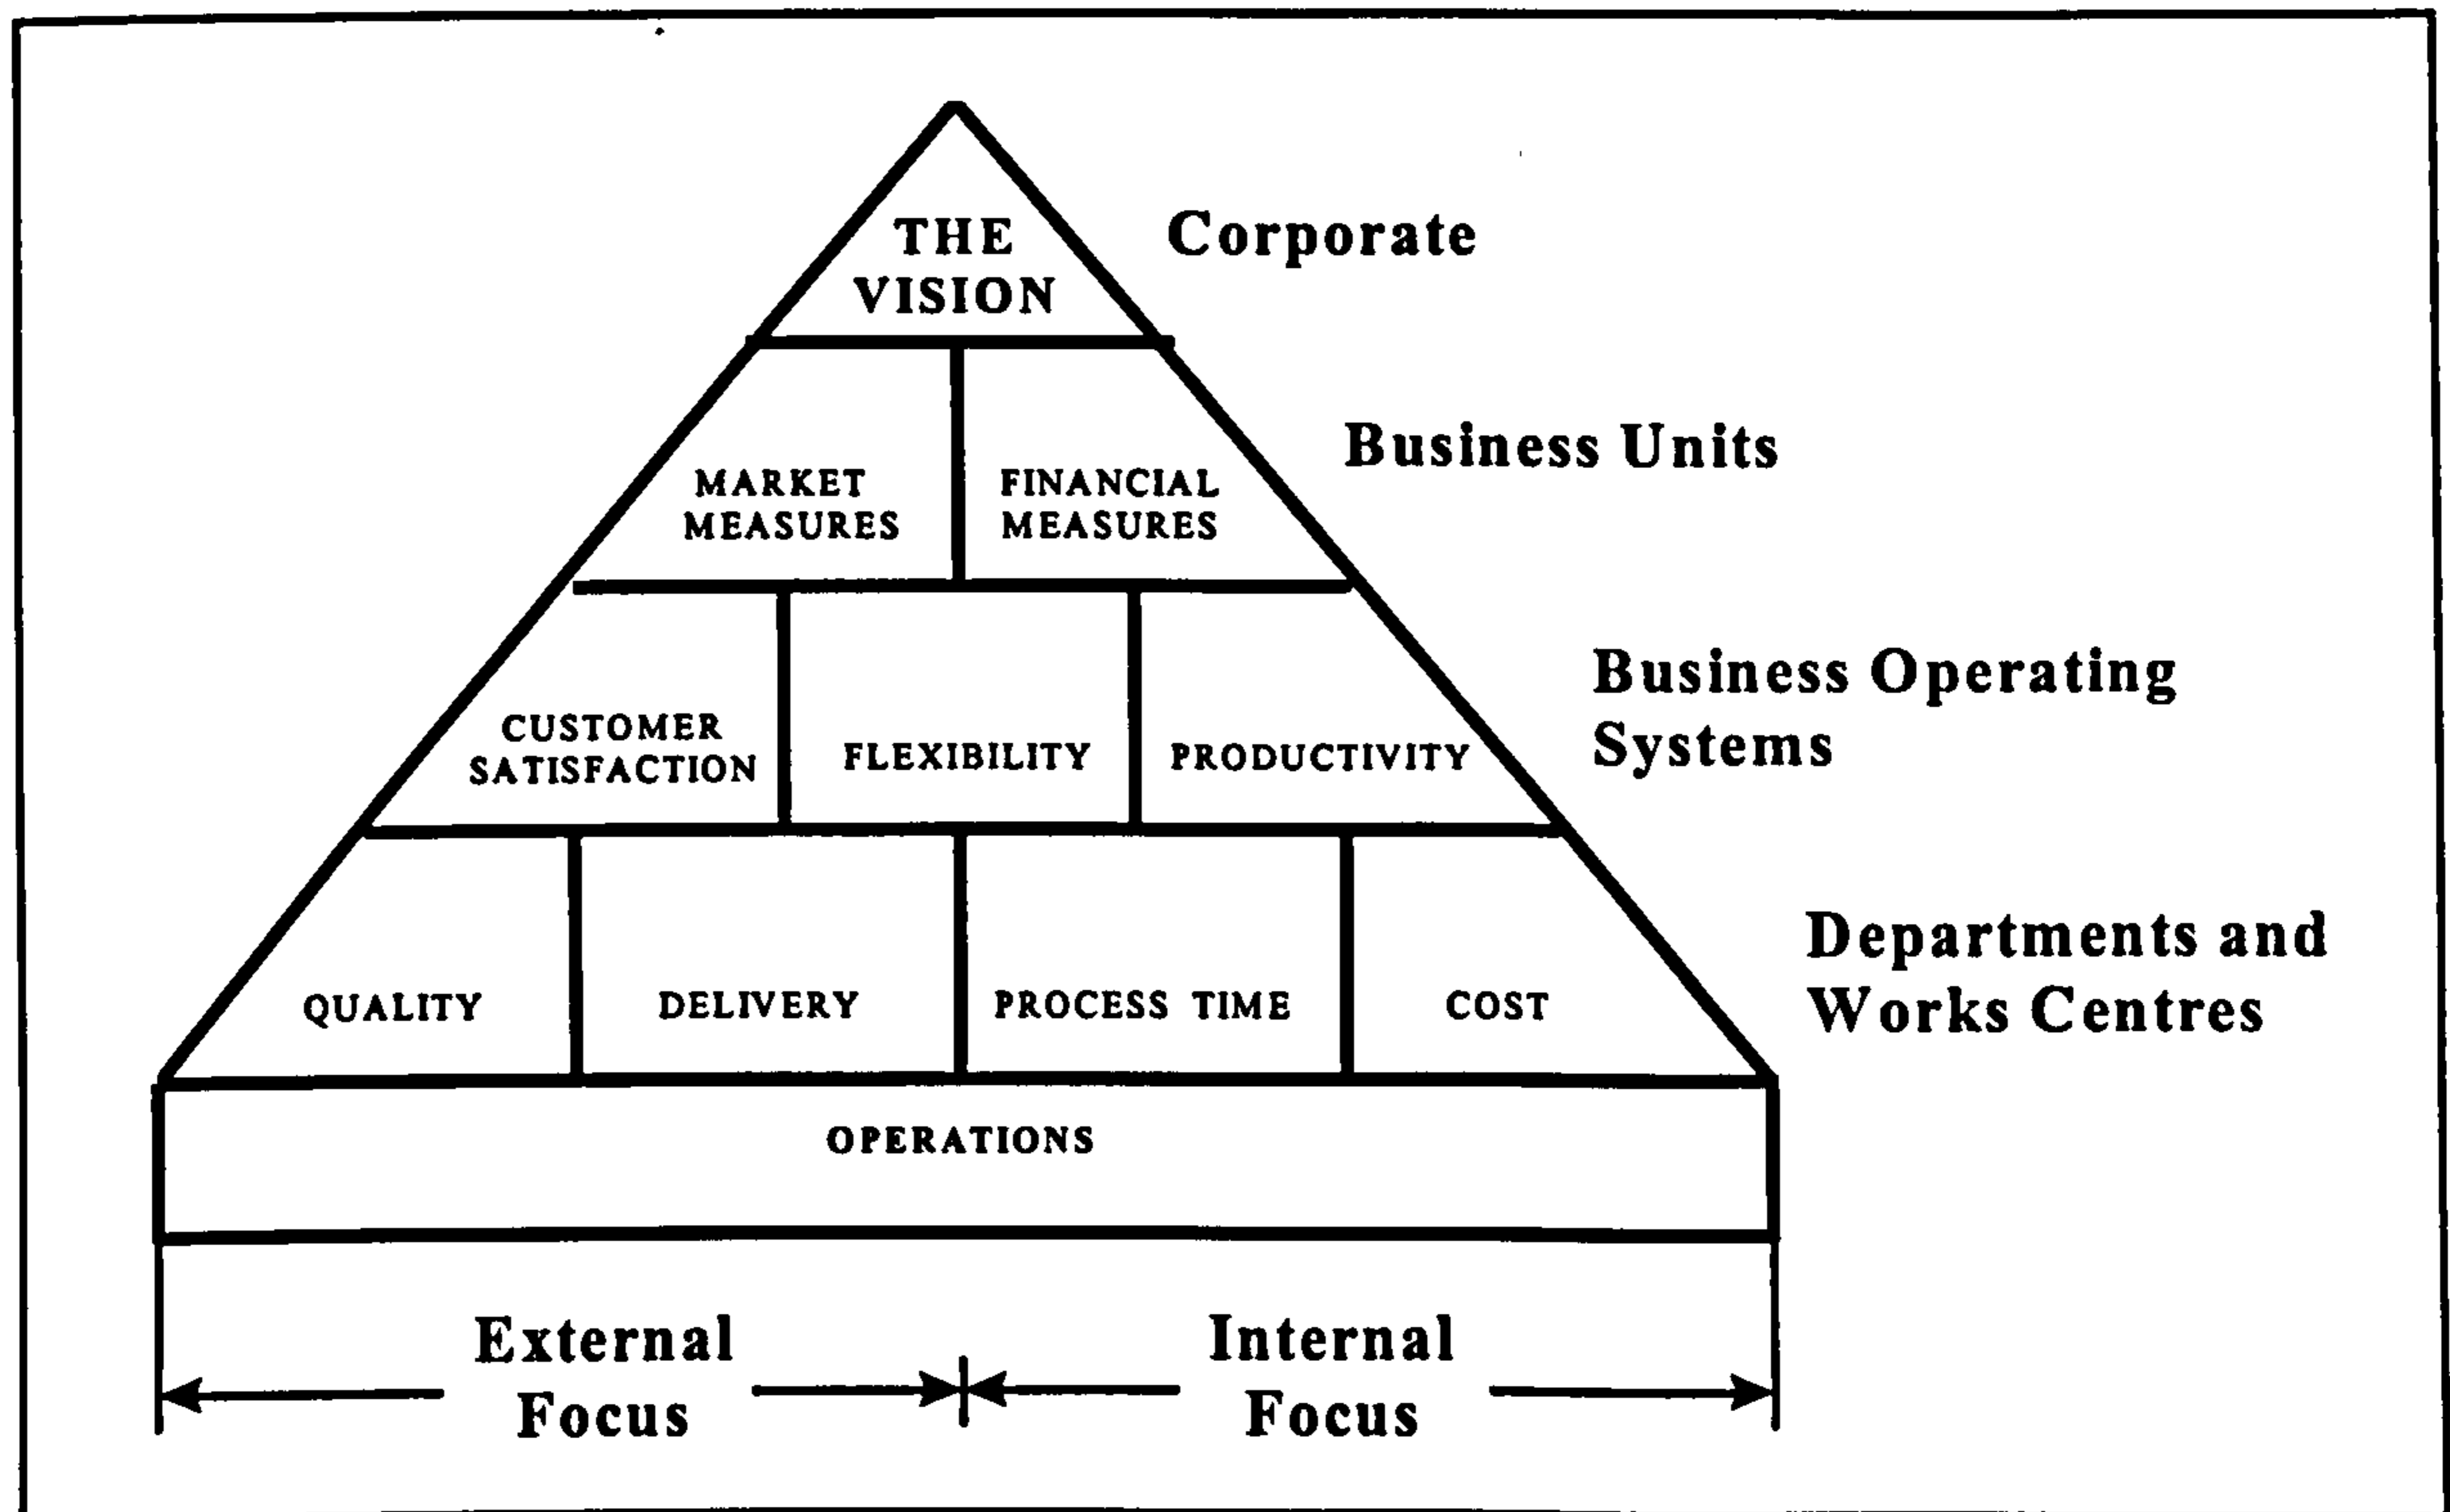 THE
VISION
Corporate
Business Units
MARKET
MEASURES
FINANCIAL
MEASURES
Business Operating
Systems
CUSTOMER
SATISFACTION
FLEXIBILITY
PRODUCTIVITY
Departments and
Works Centres
QUALITY
DELIVERY
PROCESS TIME
COST
OPERATIONS
External
Focus
Internal
Focus